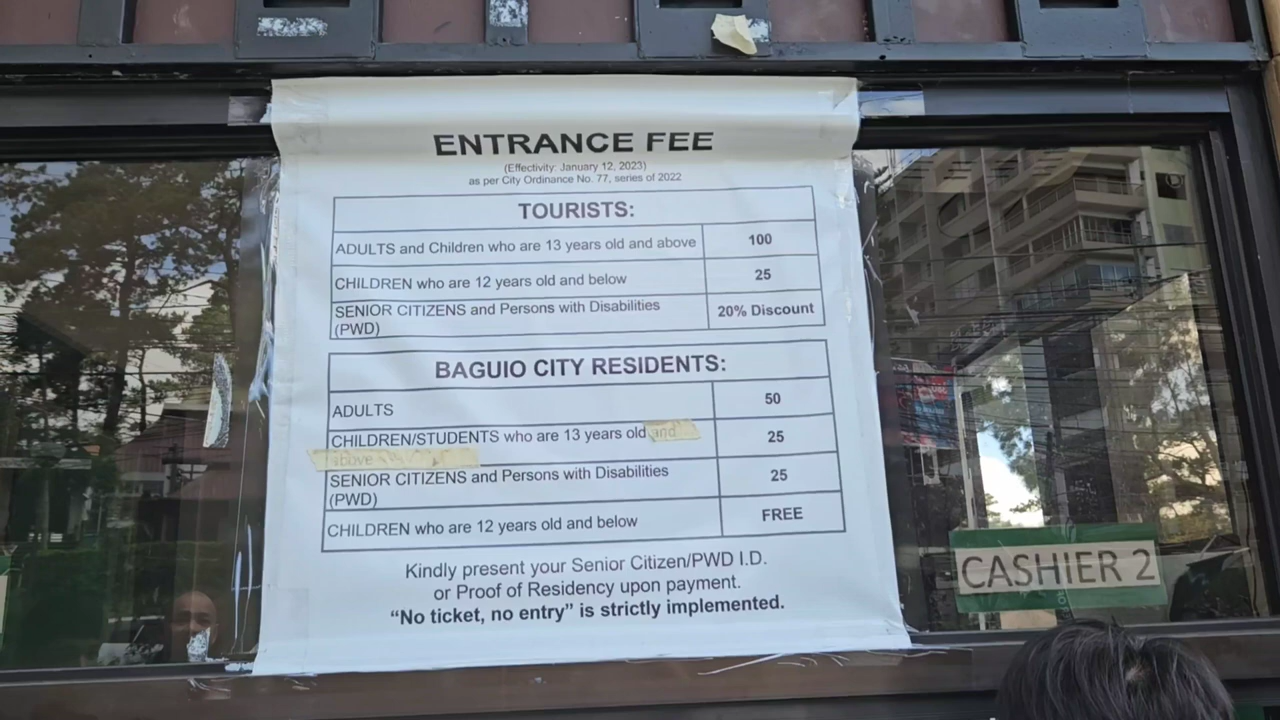 ENTRANCE FEE
(Effectivity: January 12, 2023)
as per City Ordinance No. 77, series of 2022
TOURISTS:
ADULTS and Children who are 13 years old and above 100
CHILDREN who are 12 years old and below 25
SENIOR CITIZENS and Persons with Disabilities
(PWD) 20% Discount
BAGUIO CITY RESIDENTS:
ADULTS 50
CHILDREN/STUDENTS who are 13 years old and 25
above
SENIOR CITIZENS and Persons with Disabilities
(PWD) 25
CHILDREN who are 12 years old and below FREE
Kindly present your Senior Citizen/PWD I.D.
or Proof of Residency upon payment.
“No ticket, no entry” is strictly implemented.
CASHIER 2